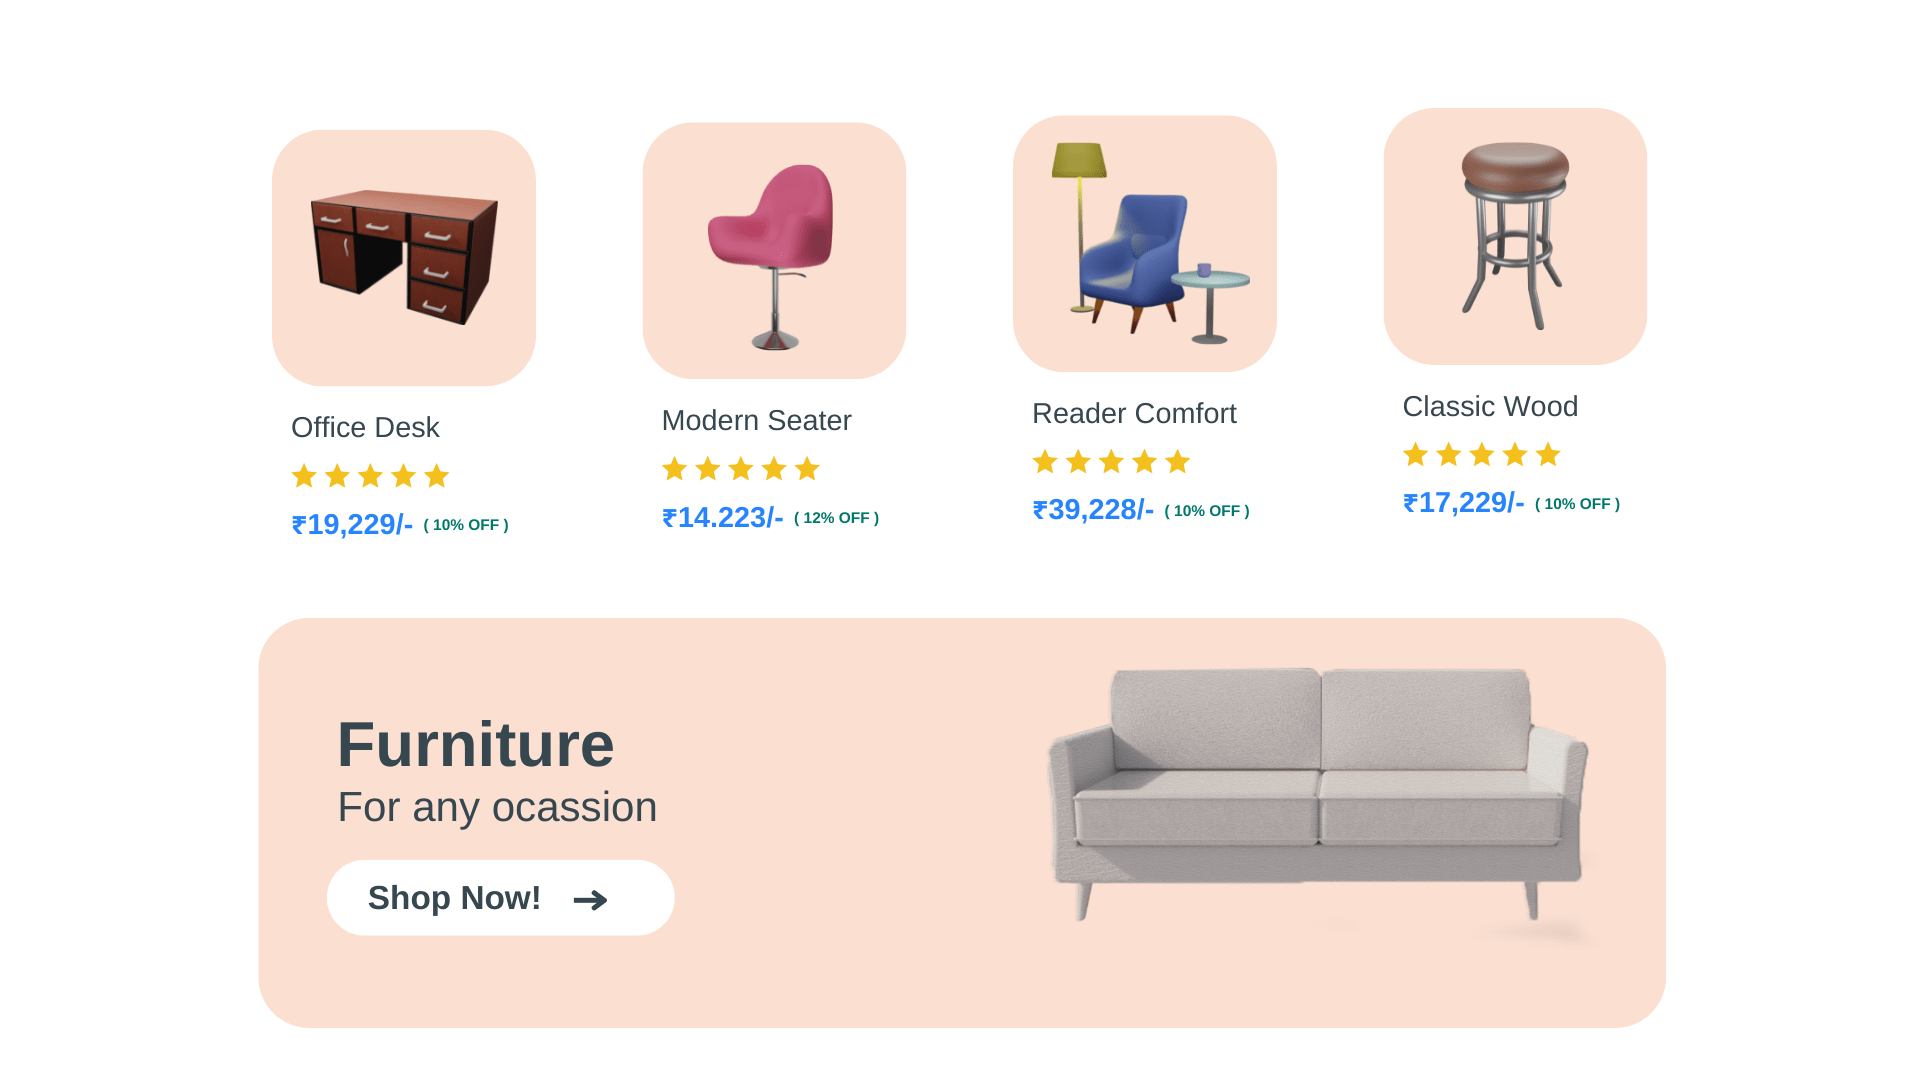 Office Desk
₹19,229/- ( 10% OFF )
Modern Seater
₹14.223/- ( 12% OFF )
Reader Comfort
₹39,228/- ( 10% OFF )
Classic Wood
₹17,229/- ( 10% OFF )
Furniture
For any ocassion
Shop Now!